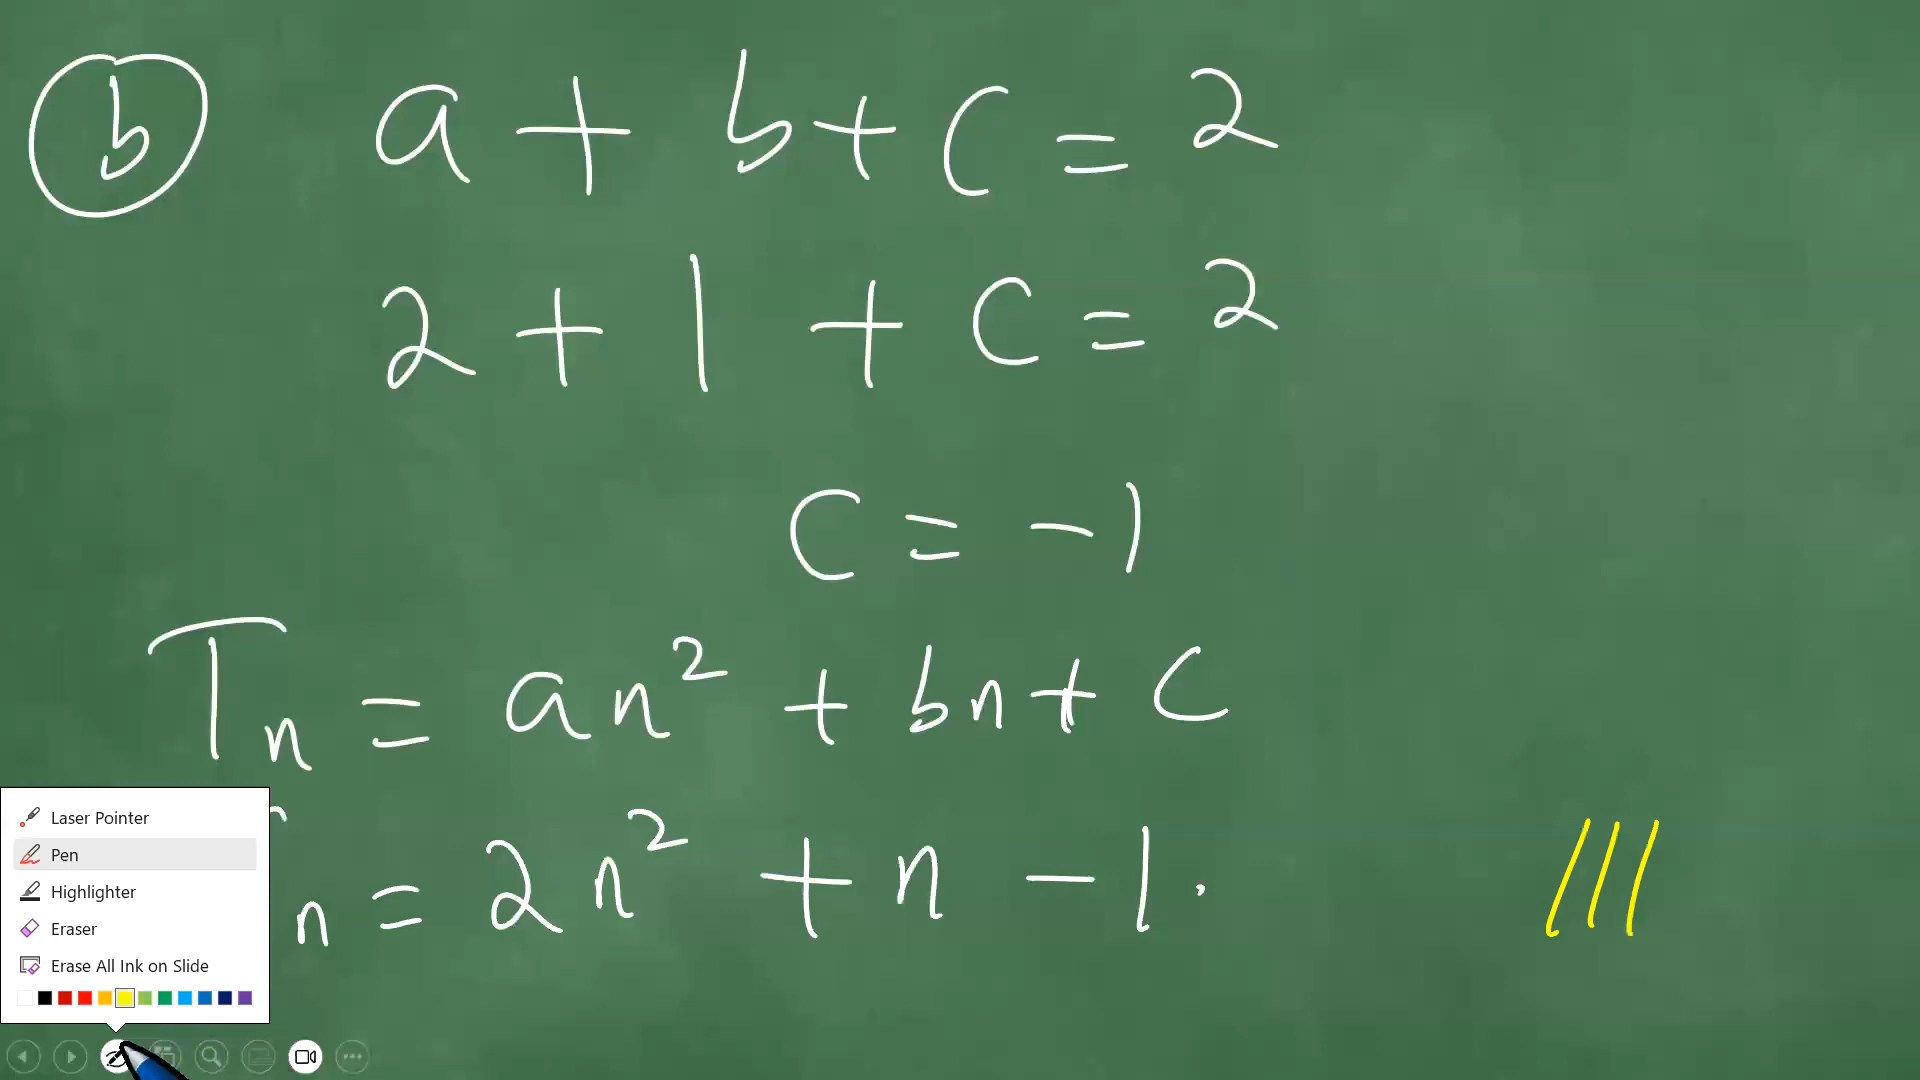 b a + b + c = 2
2 + 1 + c = 2
c = -1
Tn = an² + bn + c
n = 2n² + n - 1.
Laser Pointer
Pen
Highlighter
Eraser
Erase All Ink on Slide